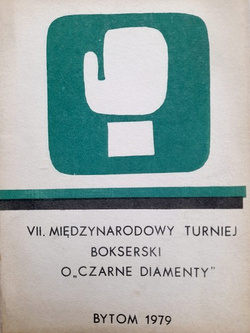 VII. MIĘDZYNARODOWY TURNIEJ
BOKSERSKI
O „CZARNE DIAMENTY"
BYTOM 1979